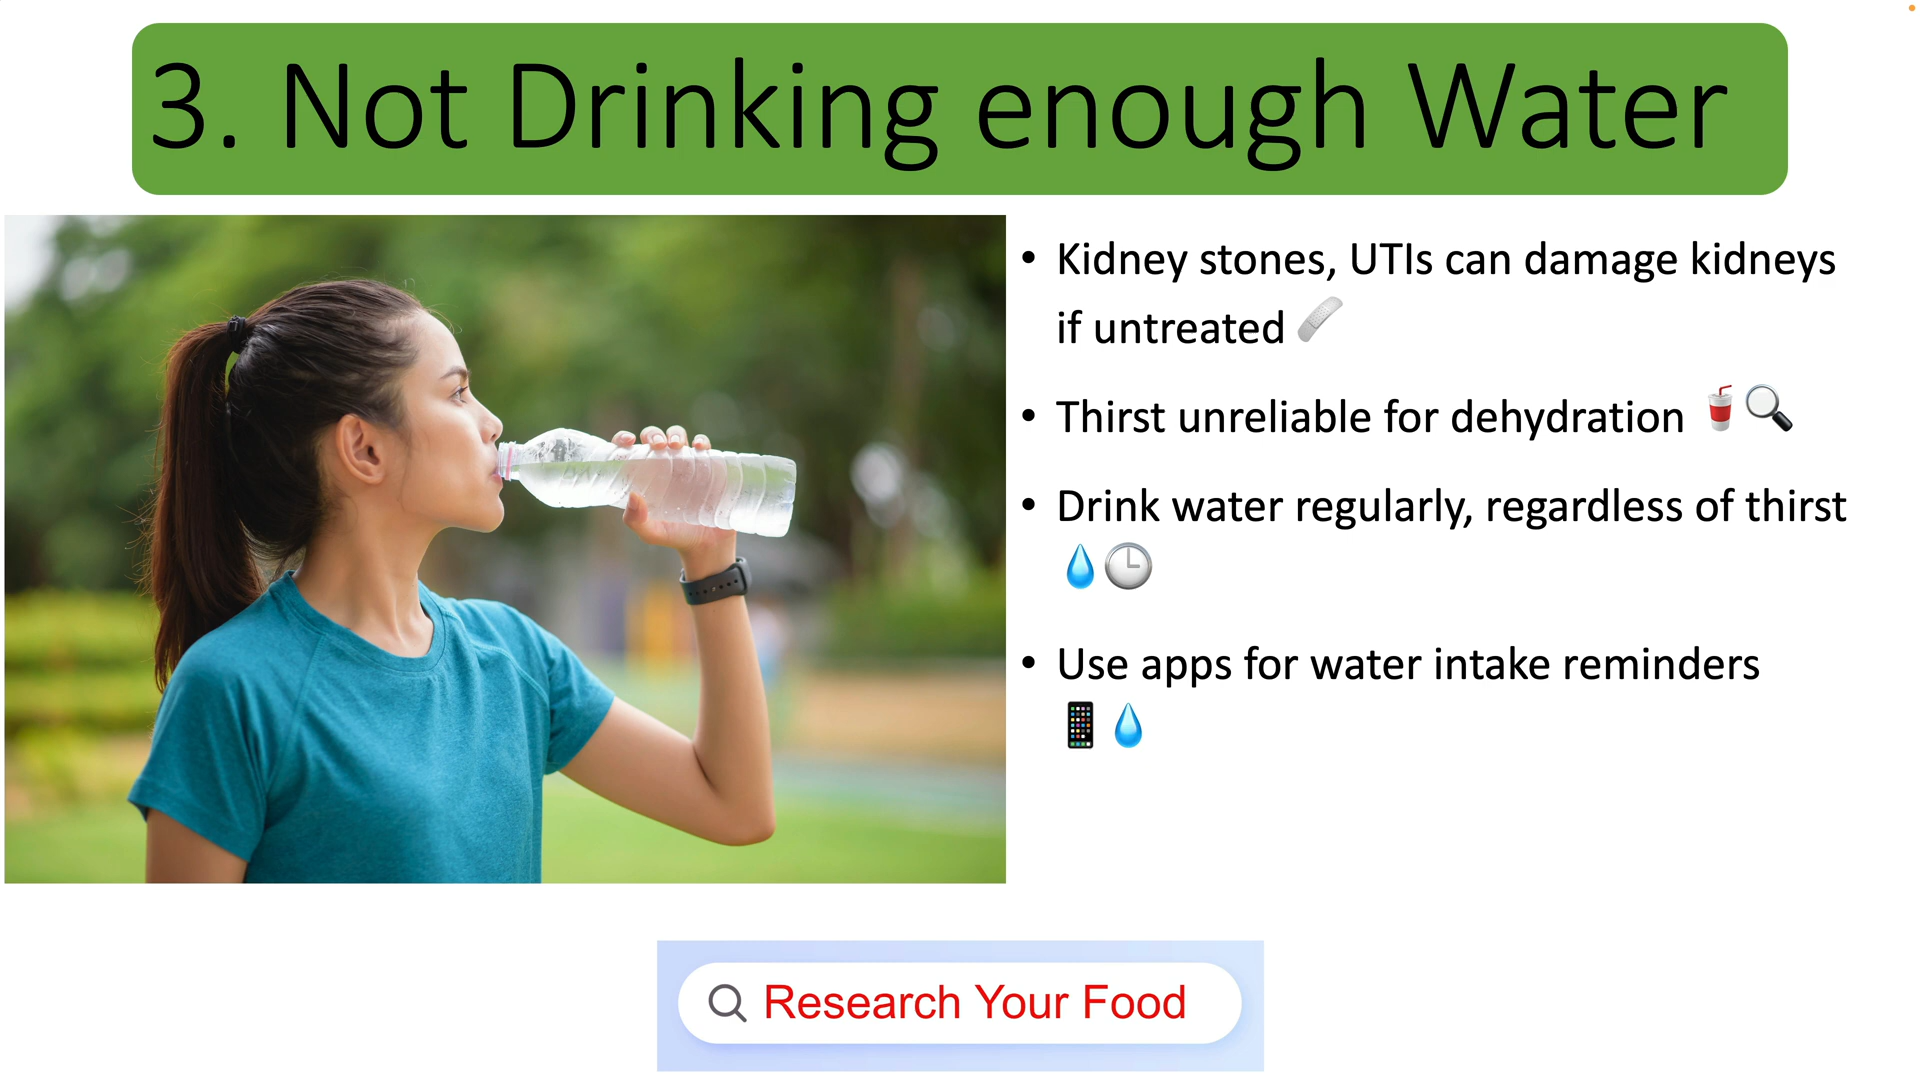 3. Not Drinking enough Water
• Kidney stones, UTIs can damage kidneys
if untreated 🩹
• Thirst unreliable for dehydration 🥤🔍
• Drink water regularly, regardless of thirst
💧🕒
• Use apps for water intake reminders
📱💧
Research Your Food